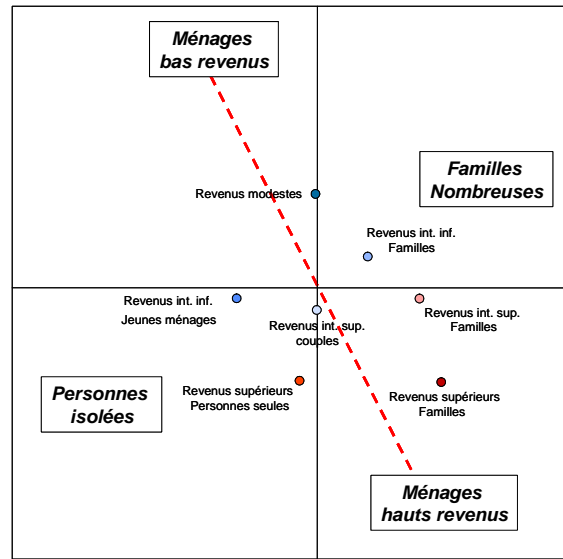 Ménages
bas revenus
Familles
Nombreuses
Revenus modestes
Revenus int. inf.
Familles
Revenus int. inf.
Jeunes ménages
Revenus int. sup.
couples
Revenus int. sup.
Familles
Personnes
isolées
Revenus supérieurs
Personnes seules
Revenus supérieurs
Familles
Ménages
hauts revenus